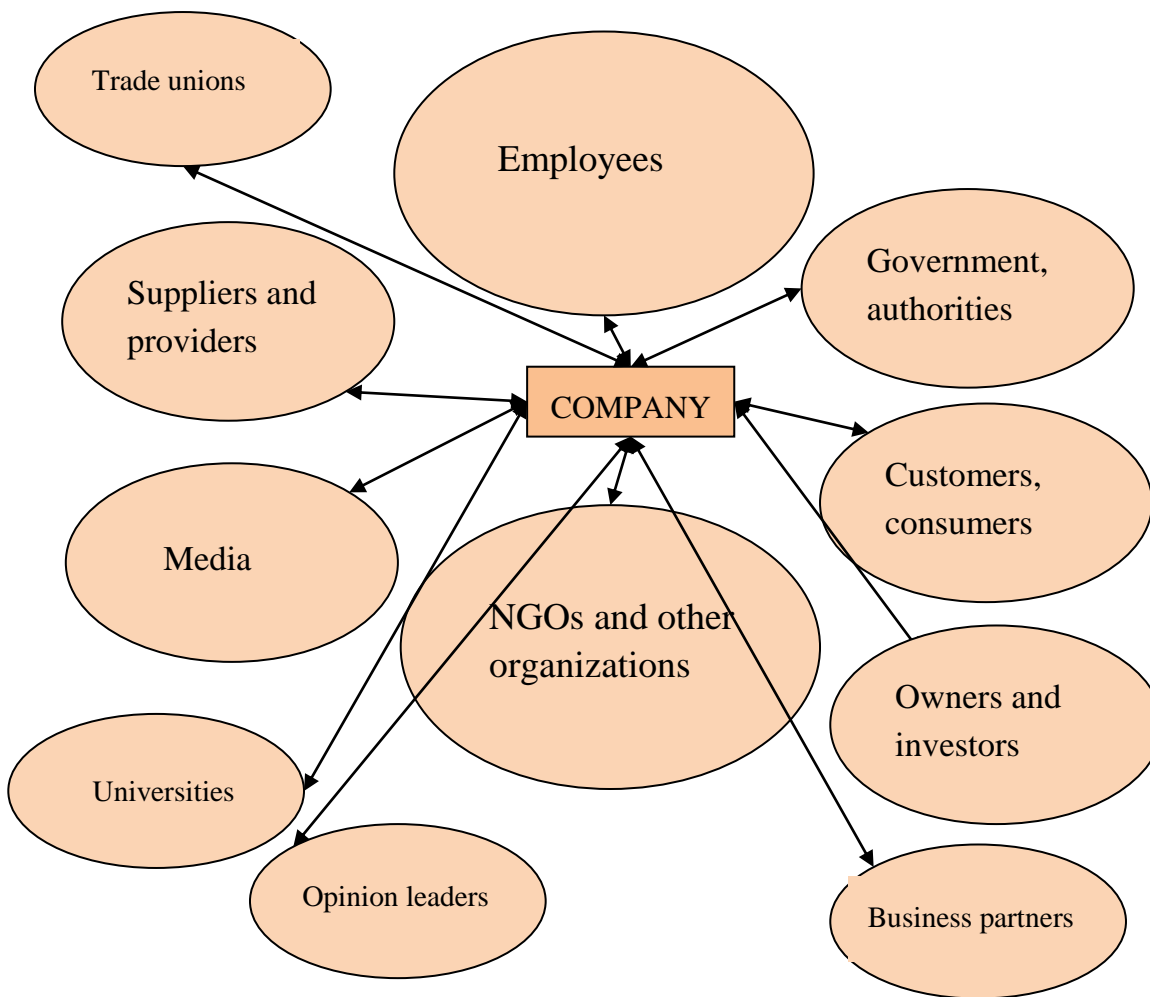 Trade unions
Employees
Government,
authorities
Suppliers and
providers
COMPANY
Customers,
consumers
Media
NGOs and other
organizations
Owners and
investors
Universities
Opinion leaders
Business partners